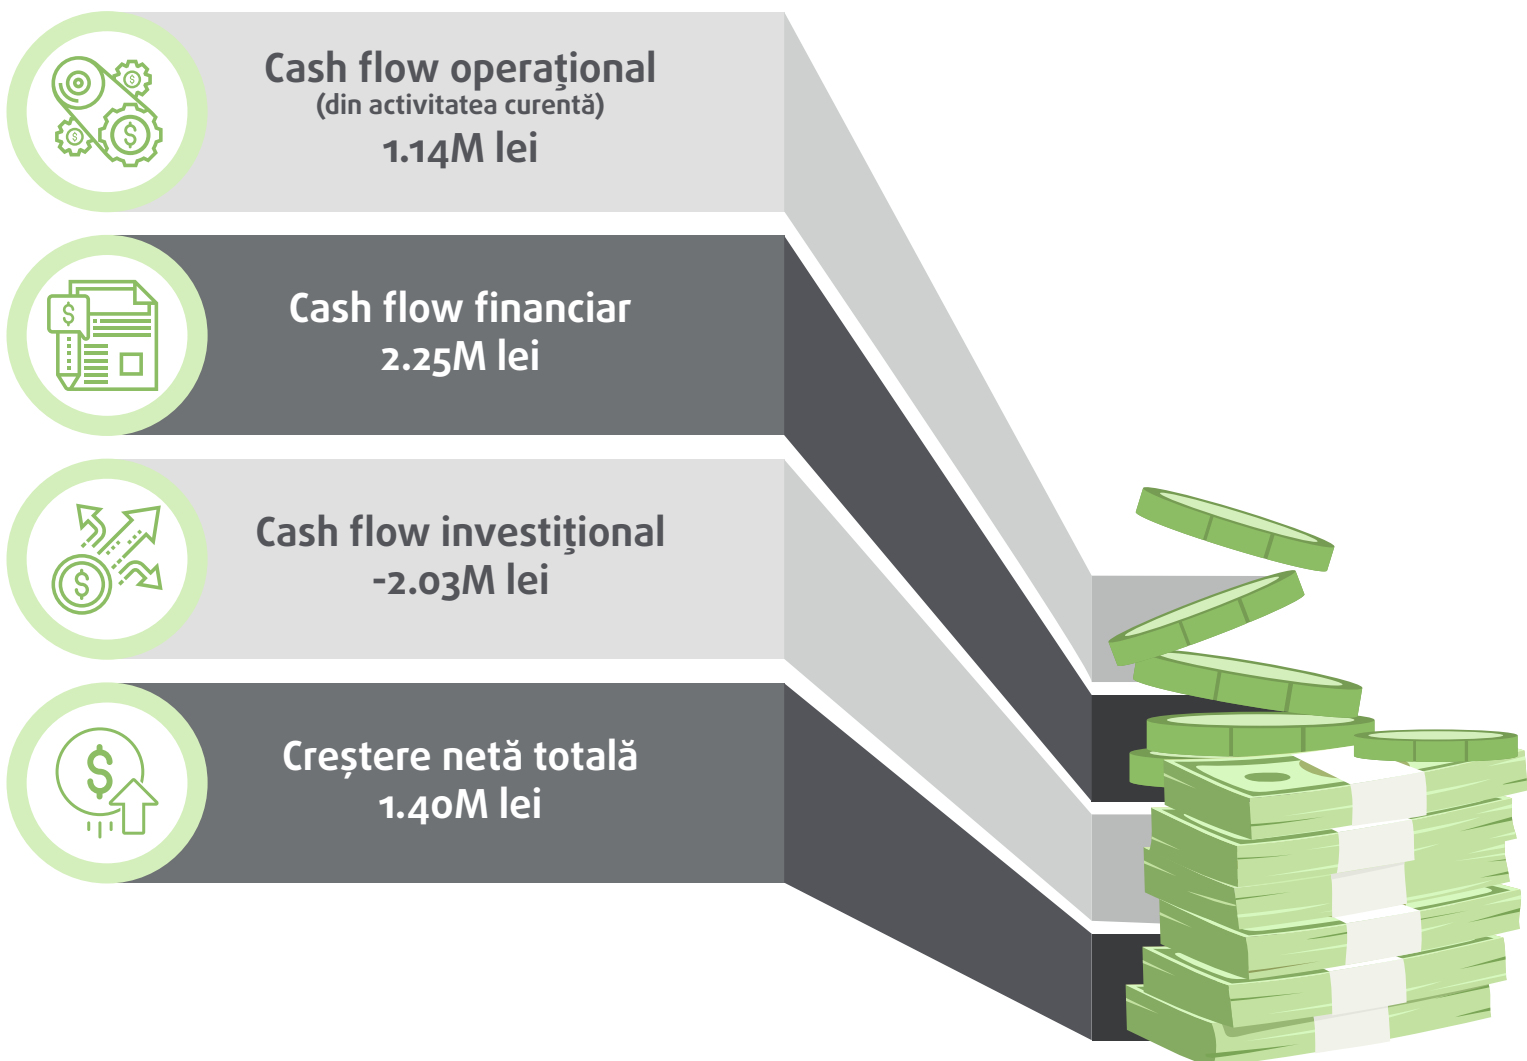 Cash flow operaţional
(din activitatea curentă)
1.14M lei
Cash flow financiar
2.25M lei
Cash flow investiţional
-2.03M lei
Creștere netă totală
1.40M lei